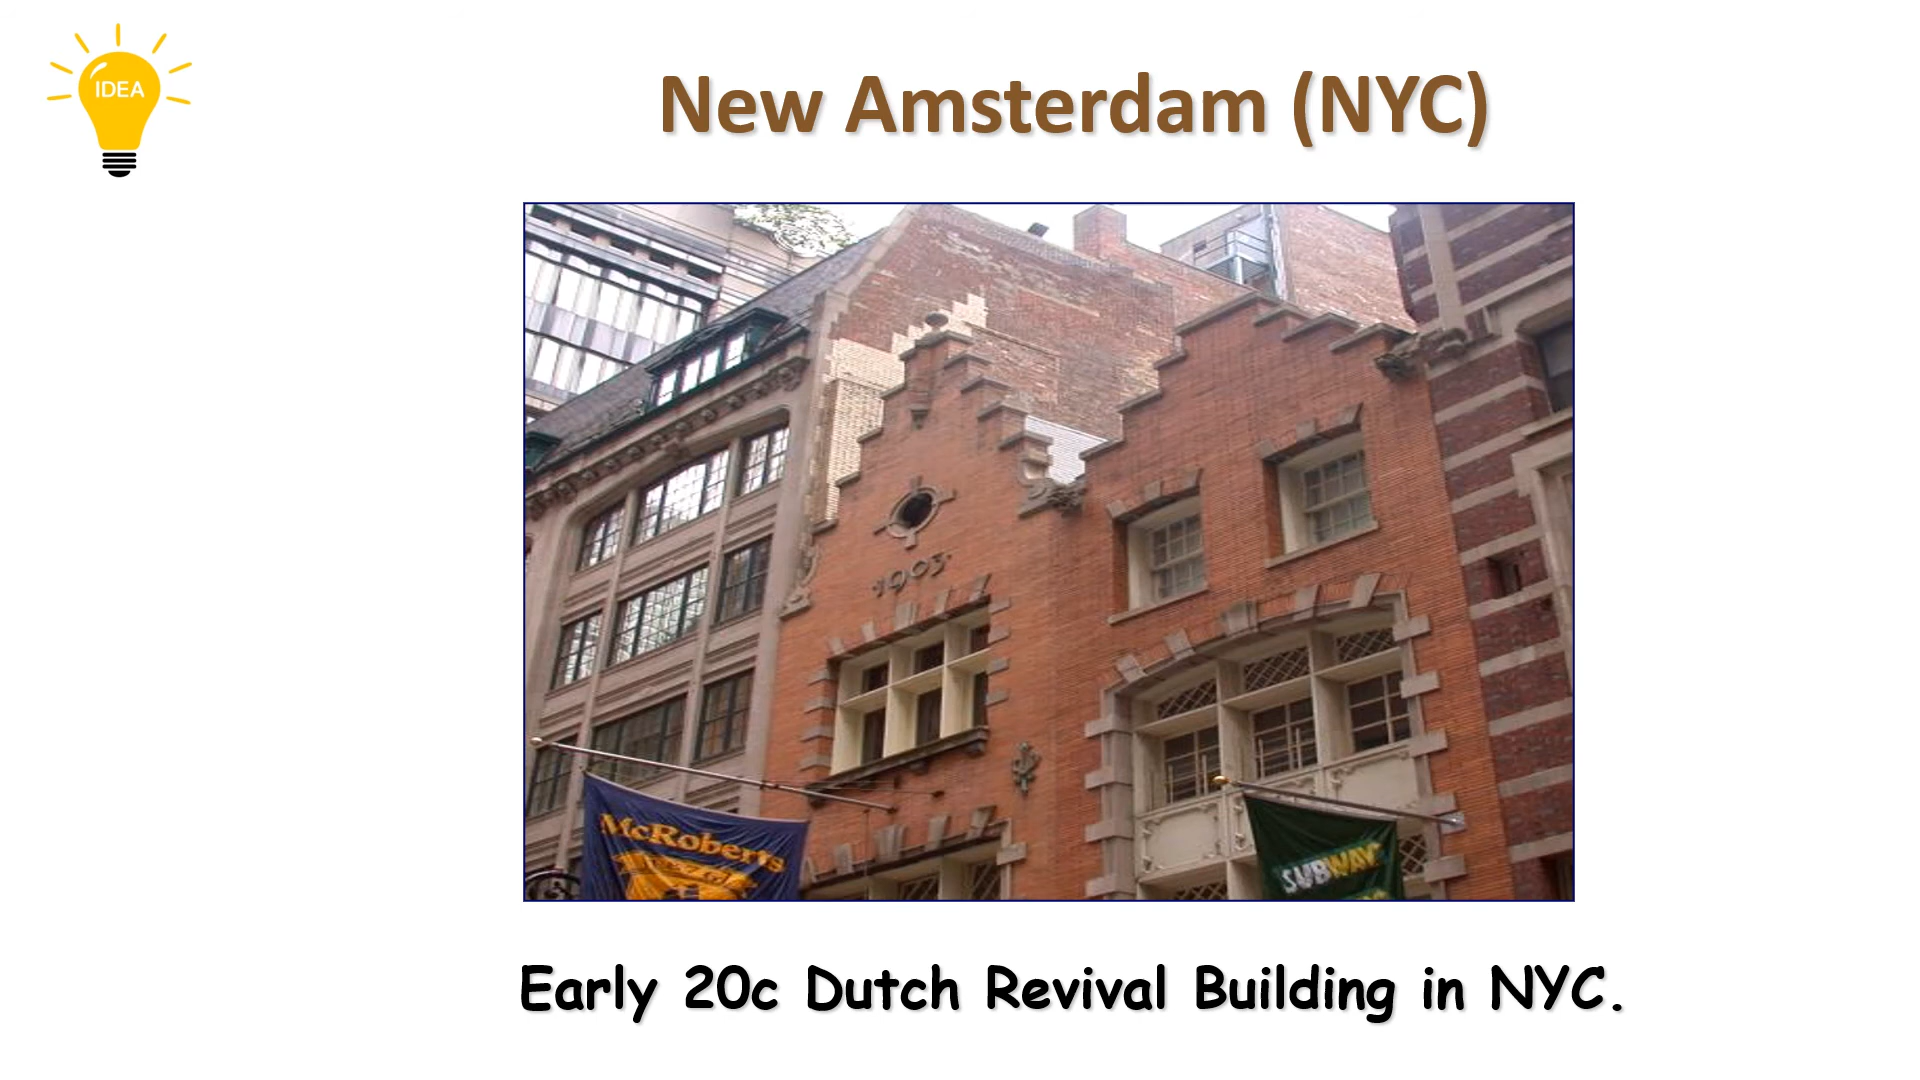 IDEA
New Amsterdam (NYC)
1903
McRoberts
SUBWAY
Early 20c Dutch Revival Building in NYC.